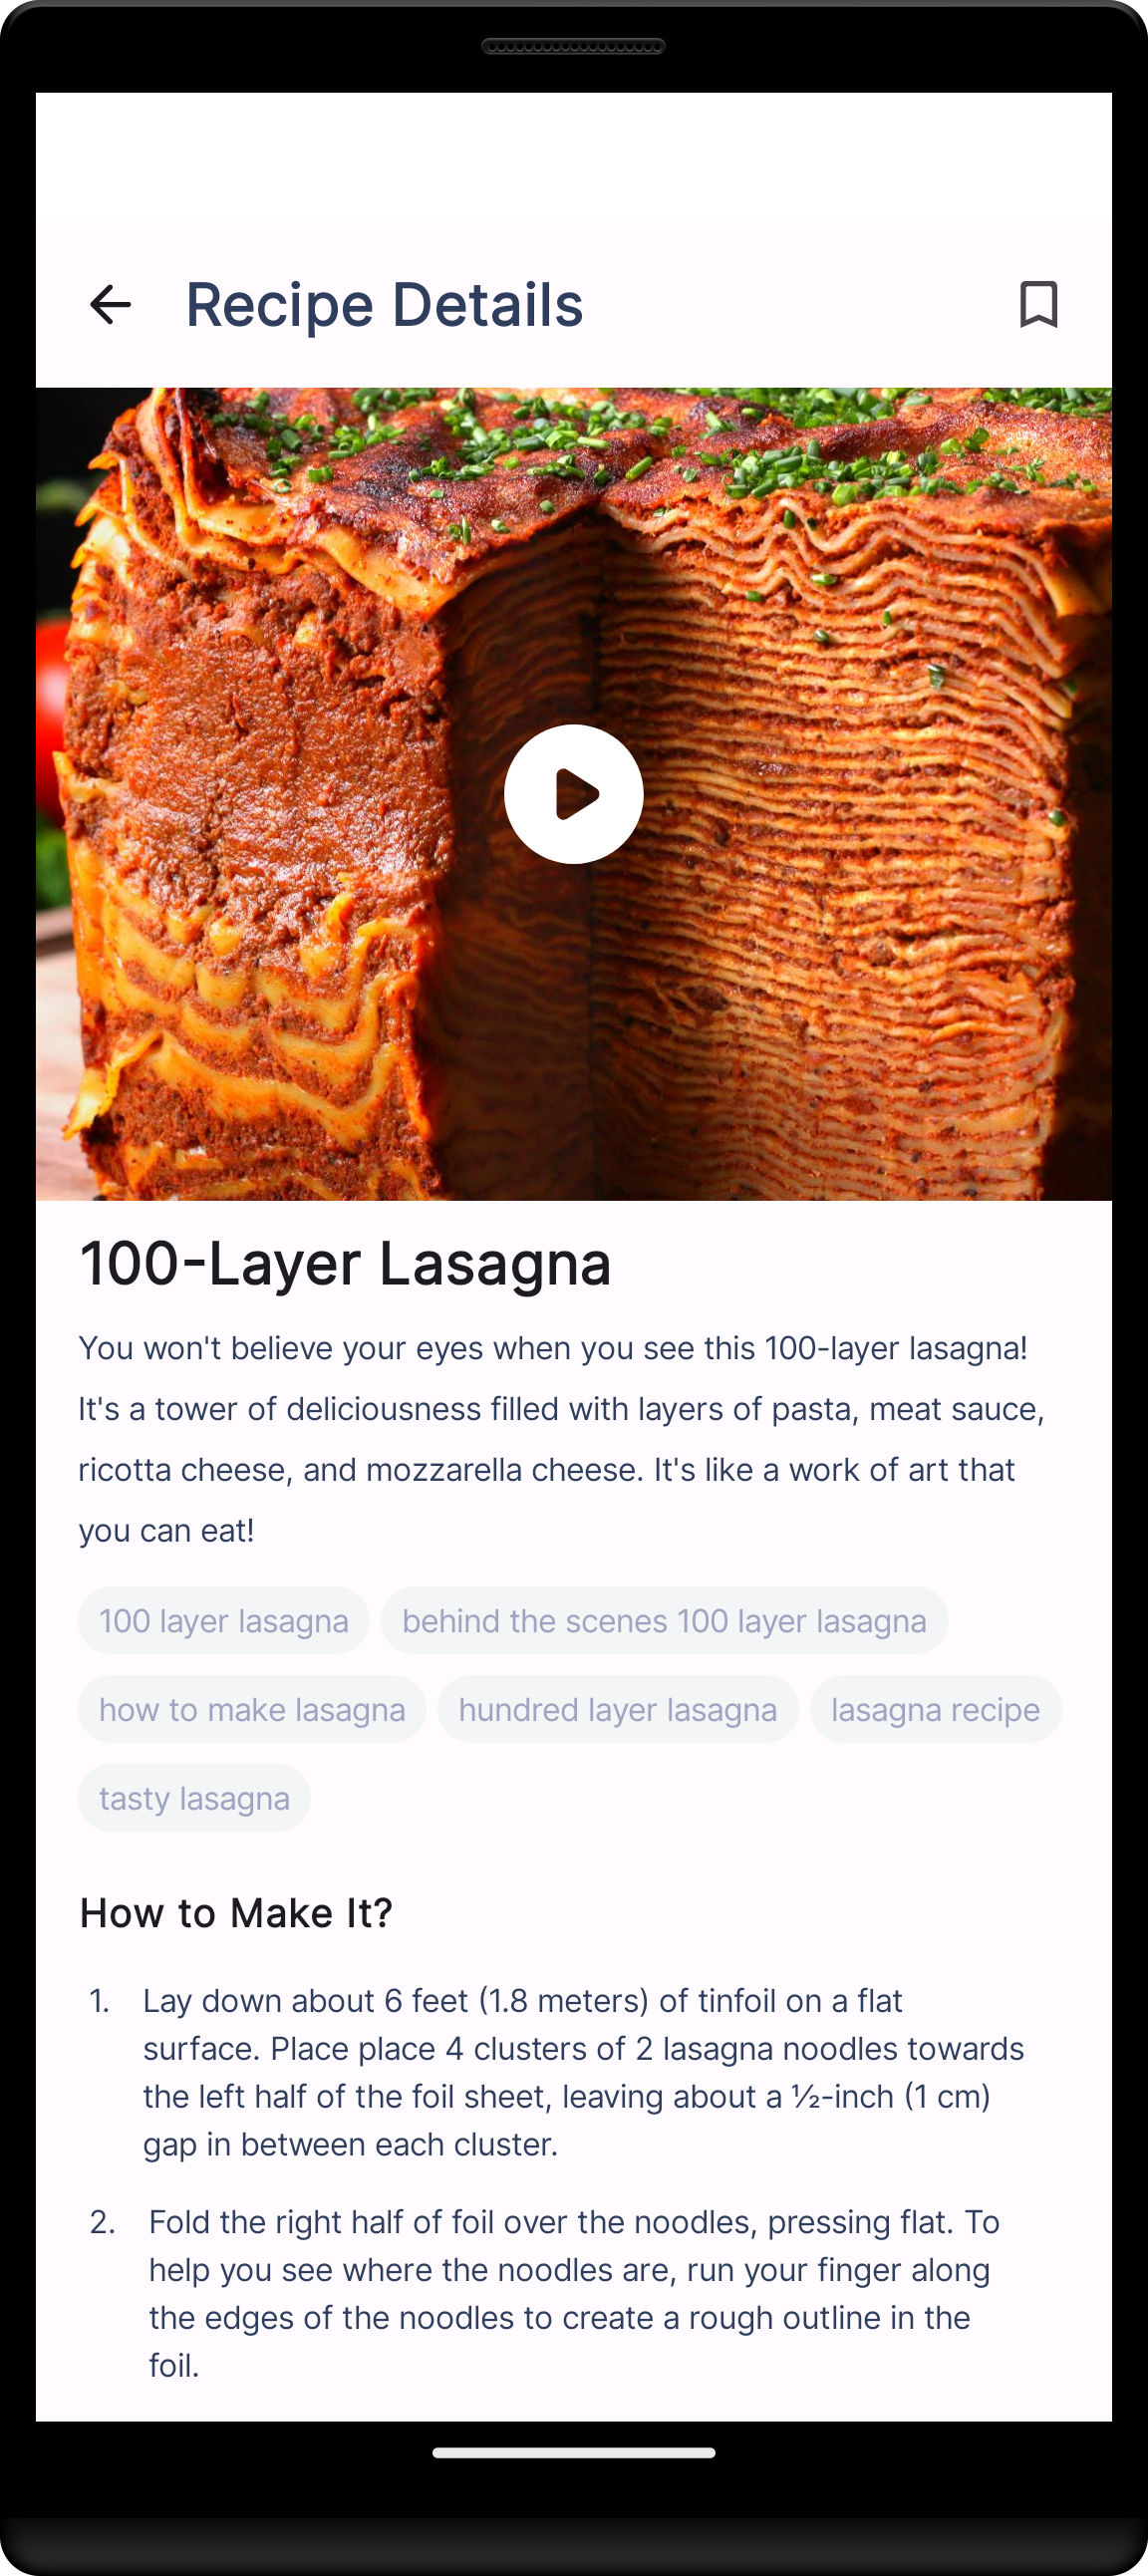 Recipe Details
100-Layer Lasagna
You won't believe your eyes when you see this 100-layer lasagna!
It's a tower of deliciousness filled with layers of pasta, meat sauce,
ricotta cheese, and mozzarella cheese. It's like a work of art that
you can eat!
100 layer lasagna behind the scenes 100 layer lasagna
how to make lasagna hundred layer lasagna lasagna recipe
tasty lasagna
How to Make It?
1. Lay down about 6 feet (1.8 meters) of tinfoil on a flat
surface. Place place 4 clusters of 2 lasagna noodles towards
the left half of the foil sheet, leaving about a ½-inch (1 cm)
gap in between each cluster.
2. Fold the right half of foil over the noodles, pressing flat. To
help you see where the noodles are, run your finger along
the edges of the noodles to create a rough outline in the
foil.